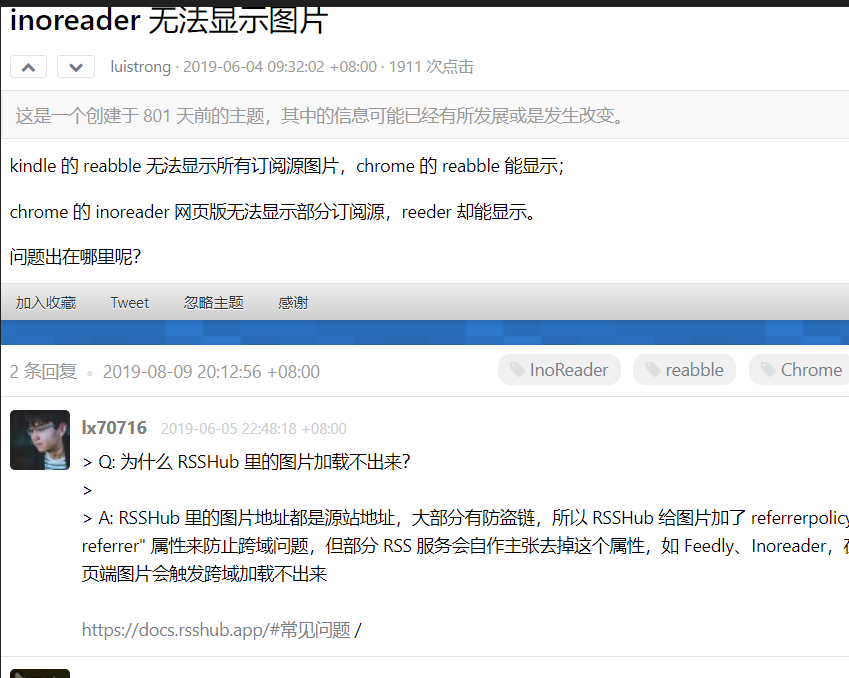 inoreader 无法显示图片
luistrong · 2019-06-04 09:32:02 +08:00 · 1911 次点击
这是一个创建于 801 天前的主题，其中的信息可能已经有所发展或是发生改变。
kindle 的 reabble 无法显示所有订阅源图片，chrome 的 reabble 能显示；
chrome 的 inoreader 网页版无法显示部分订阅源，reeder 却能显示。
问题出在哪里呢？
加入收藏 Tweet 忽略主题 感谢
2 条回复 • 2019-08-09 20:12:56 +08:00 InoReader reabble Chrome
lx70716 2019-06-05 22:48:18 +08:00
> Q: 为什么 RSSHub 里的图片加载不出来？
>
> A: RSSHub 里的图片地址都是源站地址，大部分有防盗链，所以 RSSHub 给图片加了 referrerpolicy
referrer" 属性来防止跨域问题，但部分 RSS 服务会自作主张去掉这个属性，如 Feedly、Inoreader，
页端图片会触发跨域加载不出来
https://docs.rsshub.app/#常见问题 /